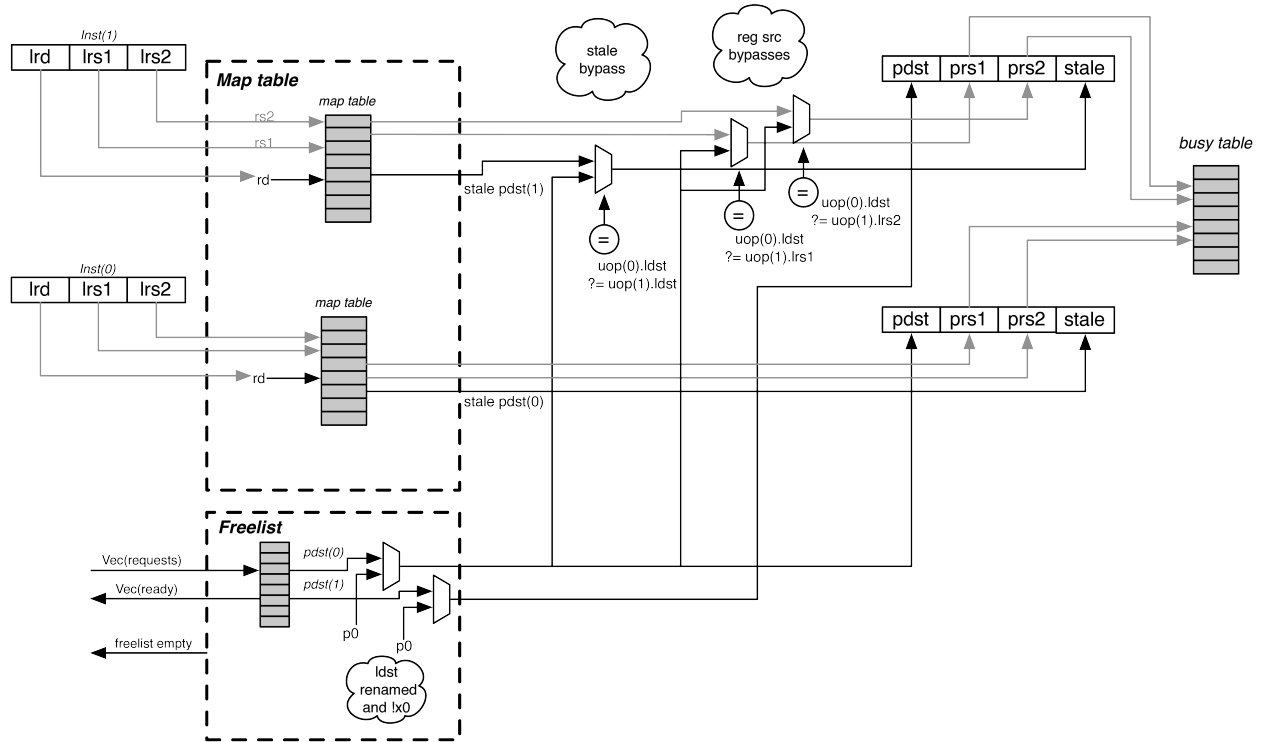 Inst(1)
lrd lrs1 lrs2
Map table
map table
rs2
rs1
rd
stale pdst(1)
stale
bypass
reg src
bypasses
=
uop(0).ldst
?= uop(1).ldst
=
uop(0).ldst
?= uop(1).lrs1
=
uop(0).ldst
?= uop(1).lrs2
pdst prs1 prs2 stale
busy table
Inst(0)
lrd lrs1 lrs2
map table
rd
stale pdst(0)
pdst prs1 prs2 stale
Freelist
Vec(requests)
Vec(ready)
freelist empty
pdst(0)
pdst(1)
p0
p0
ldst
renamed
and !x0